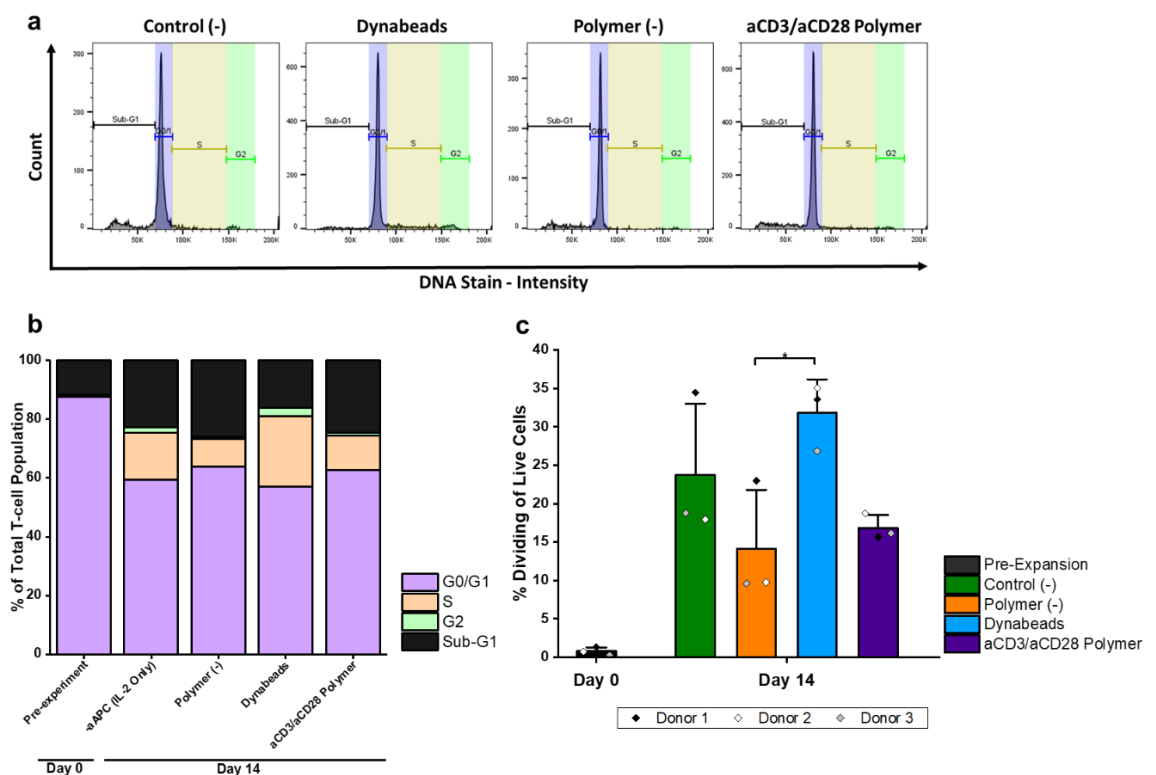 a
Control (-)
Dynabeads
Polymer (-)
aCD3/aCD28 Polymer
Count
300
200
100
0
Sub-G1
G0/1
S
G2
50K
100K
150K
200K
600
400
200
0
Sub-G1
G0/1
S
G2
50K
100K
150K
200K
300
200
100
0
Sub-G1
G0/1
S
G2
50K
100K
150K
200K
600
400
200
0
Sub-G1
G0/1
S
G2
50K
100K
150K
200K
DNA Stain - Intensity
b
% of Total T-cell Population
100
80
60
40
20
0
Pre-experiment
-aAPC (IL-2 Only)
Polymer (-)
Dynabeads
aCD3/aCD28 Polymer
Day 0
Day 14
G0/G1
S
G2
Sub-G1
c
% Dividing of Live Cells
40
35
30
25
20
15
10
5
0
*
Day 0
Day 14
Pre-Expansion
Control (-)
Polymer (-)
Dynabeads
aCD3/aCD28 Polymer
Donor 1
Donor 2
Donor 3